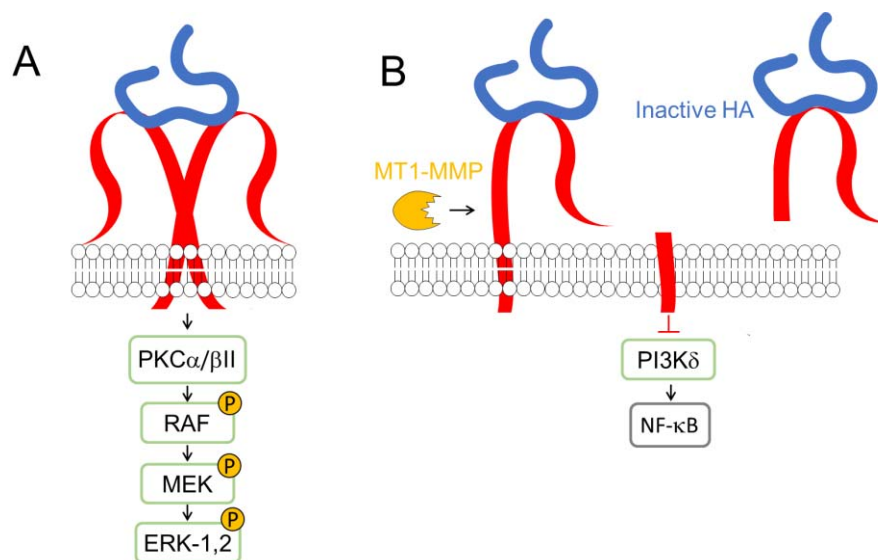 A
PKCα/βII
RAF
P
MEK
P
ERK-1,2
P
B
Inactive HA
MT1-MMP
PI3Kδ
NF-κB